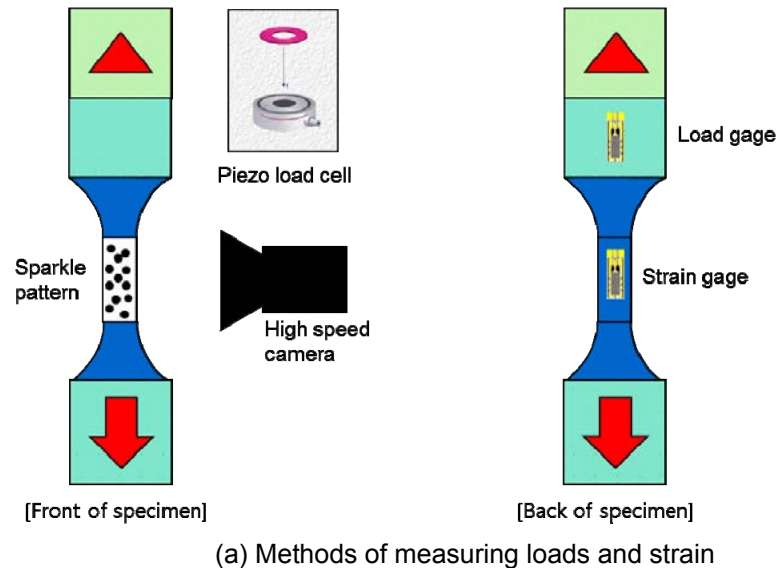 Piezo load cell
Load gage
Sparkle
pattern
Strain gage
High speed
camera
[Front of specimen]
[Back of specimen]
(a) Methods of measuring loads and strain